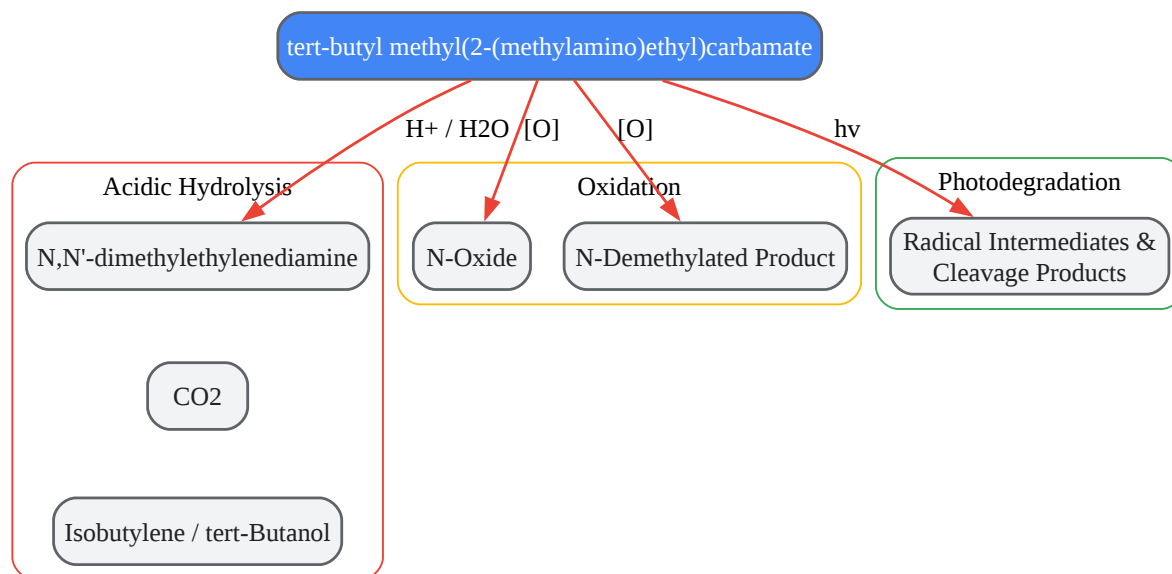 tert-butyl methyl(2-(methylamino)ethyl)carbamate
H+ / H2O
[O]
[O]
hv
Acidic Hydrolysis
Oxidation
Photodegradation
N,N'-dimethylethylenediamine
N-Oxide
N-Demethylated Product
Radical Intermediates &
Cleavage Products
CO2
Isobutylene / tert-Butanol